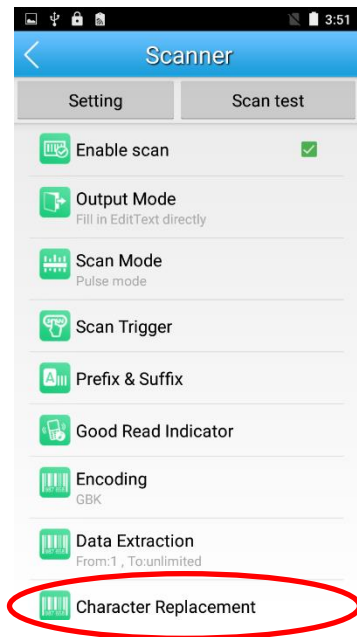 3:51
Scanner
Setting Scan test
Enable scan
Output Mode
Fill in EditText directly
Scan Mode
Pulse mode
Scan Trigger
Prefix & Suffix
Good Read Indicator
Encoding
GBK
Data Extraction
From:1 , To:unlimited
Character Replacement